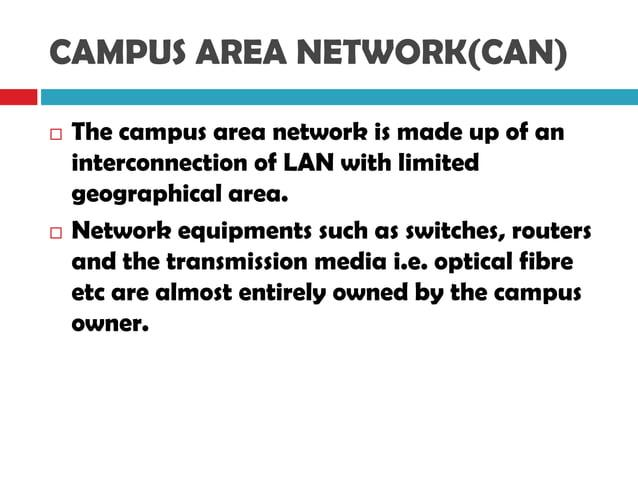 CAMPUS AREA NETWORK(CAN)
The campus area network is made up of an
interconnection of LAN with limited
geographical area.
Network equipments such as switches, routers
and the transmission media i.e. optical fibre
etc are almost entirely owned by the campus
owner.